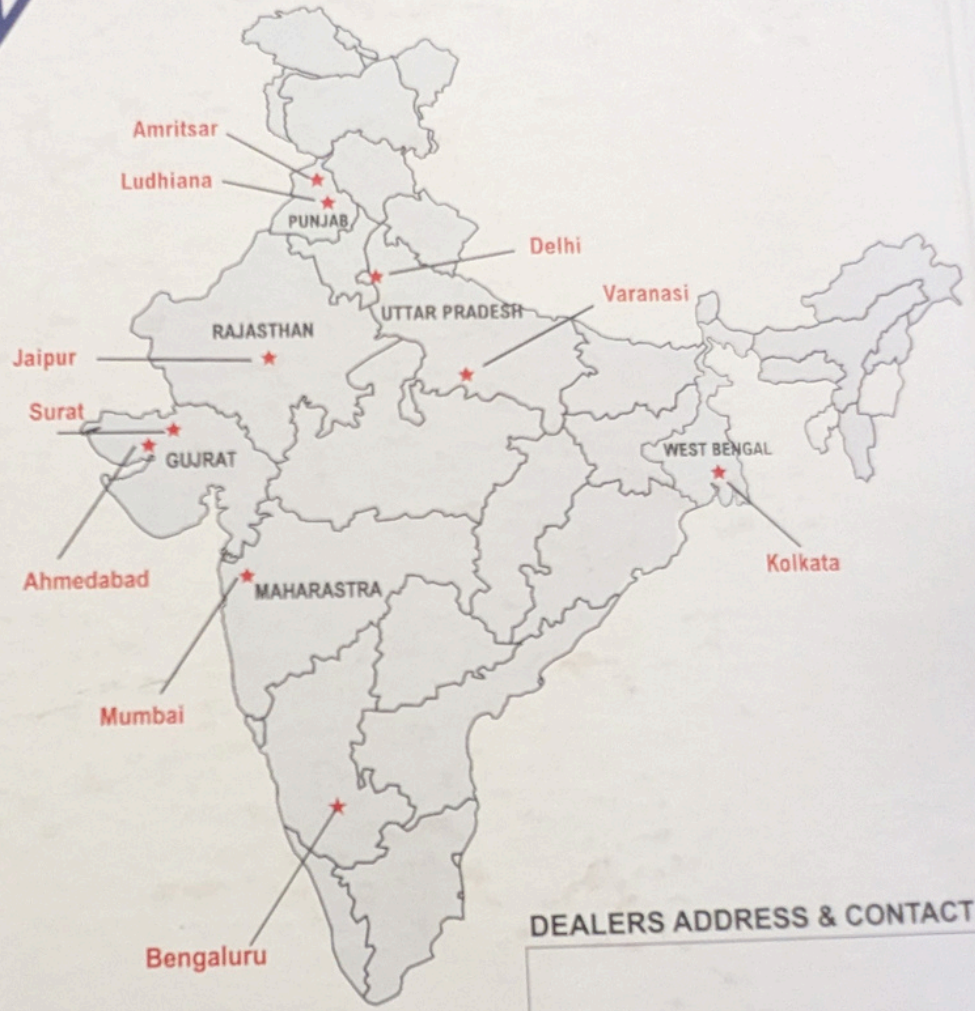 Amritsar
Ludhiana
PUNJAB
Delhi
Varanasi
UTTAR PRADESH
RAJASTHAN
Jaipur
Surat
GUJRAT
WEST BENGAL
Kolkata
Ahmedabad
MAHARASTRA
Mumbai
Bengaluru
DEALERS ADDRESS & CONTACT